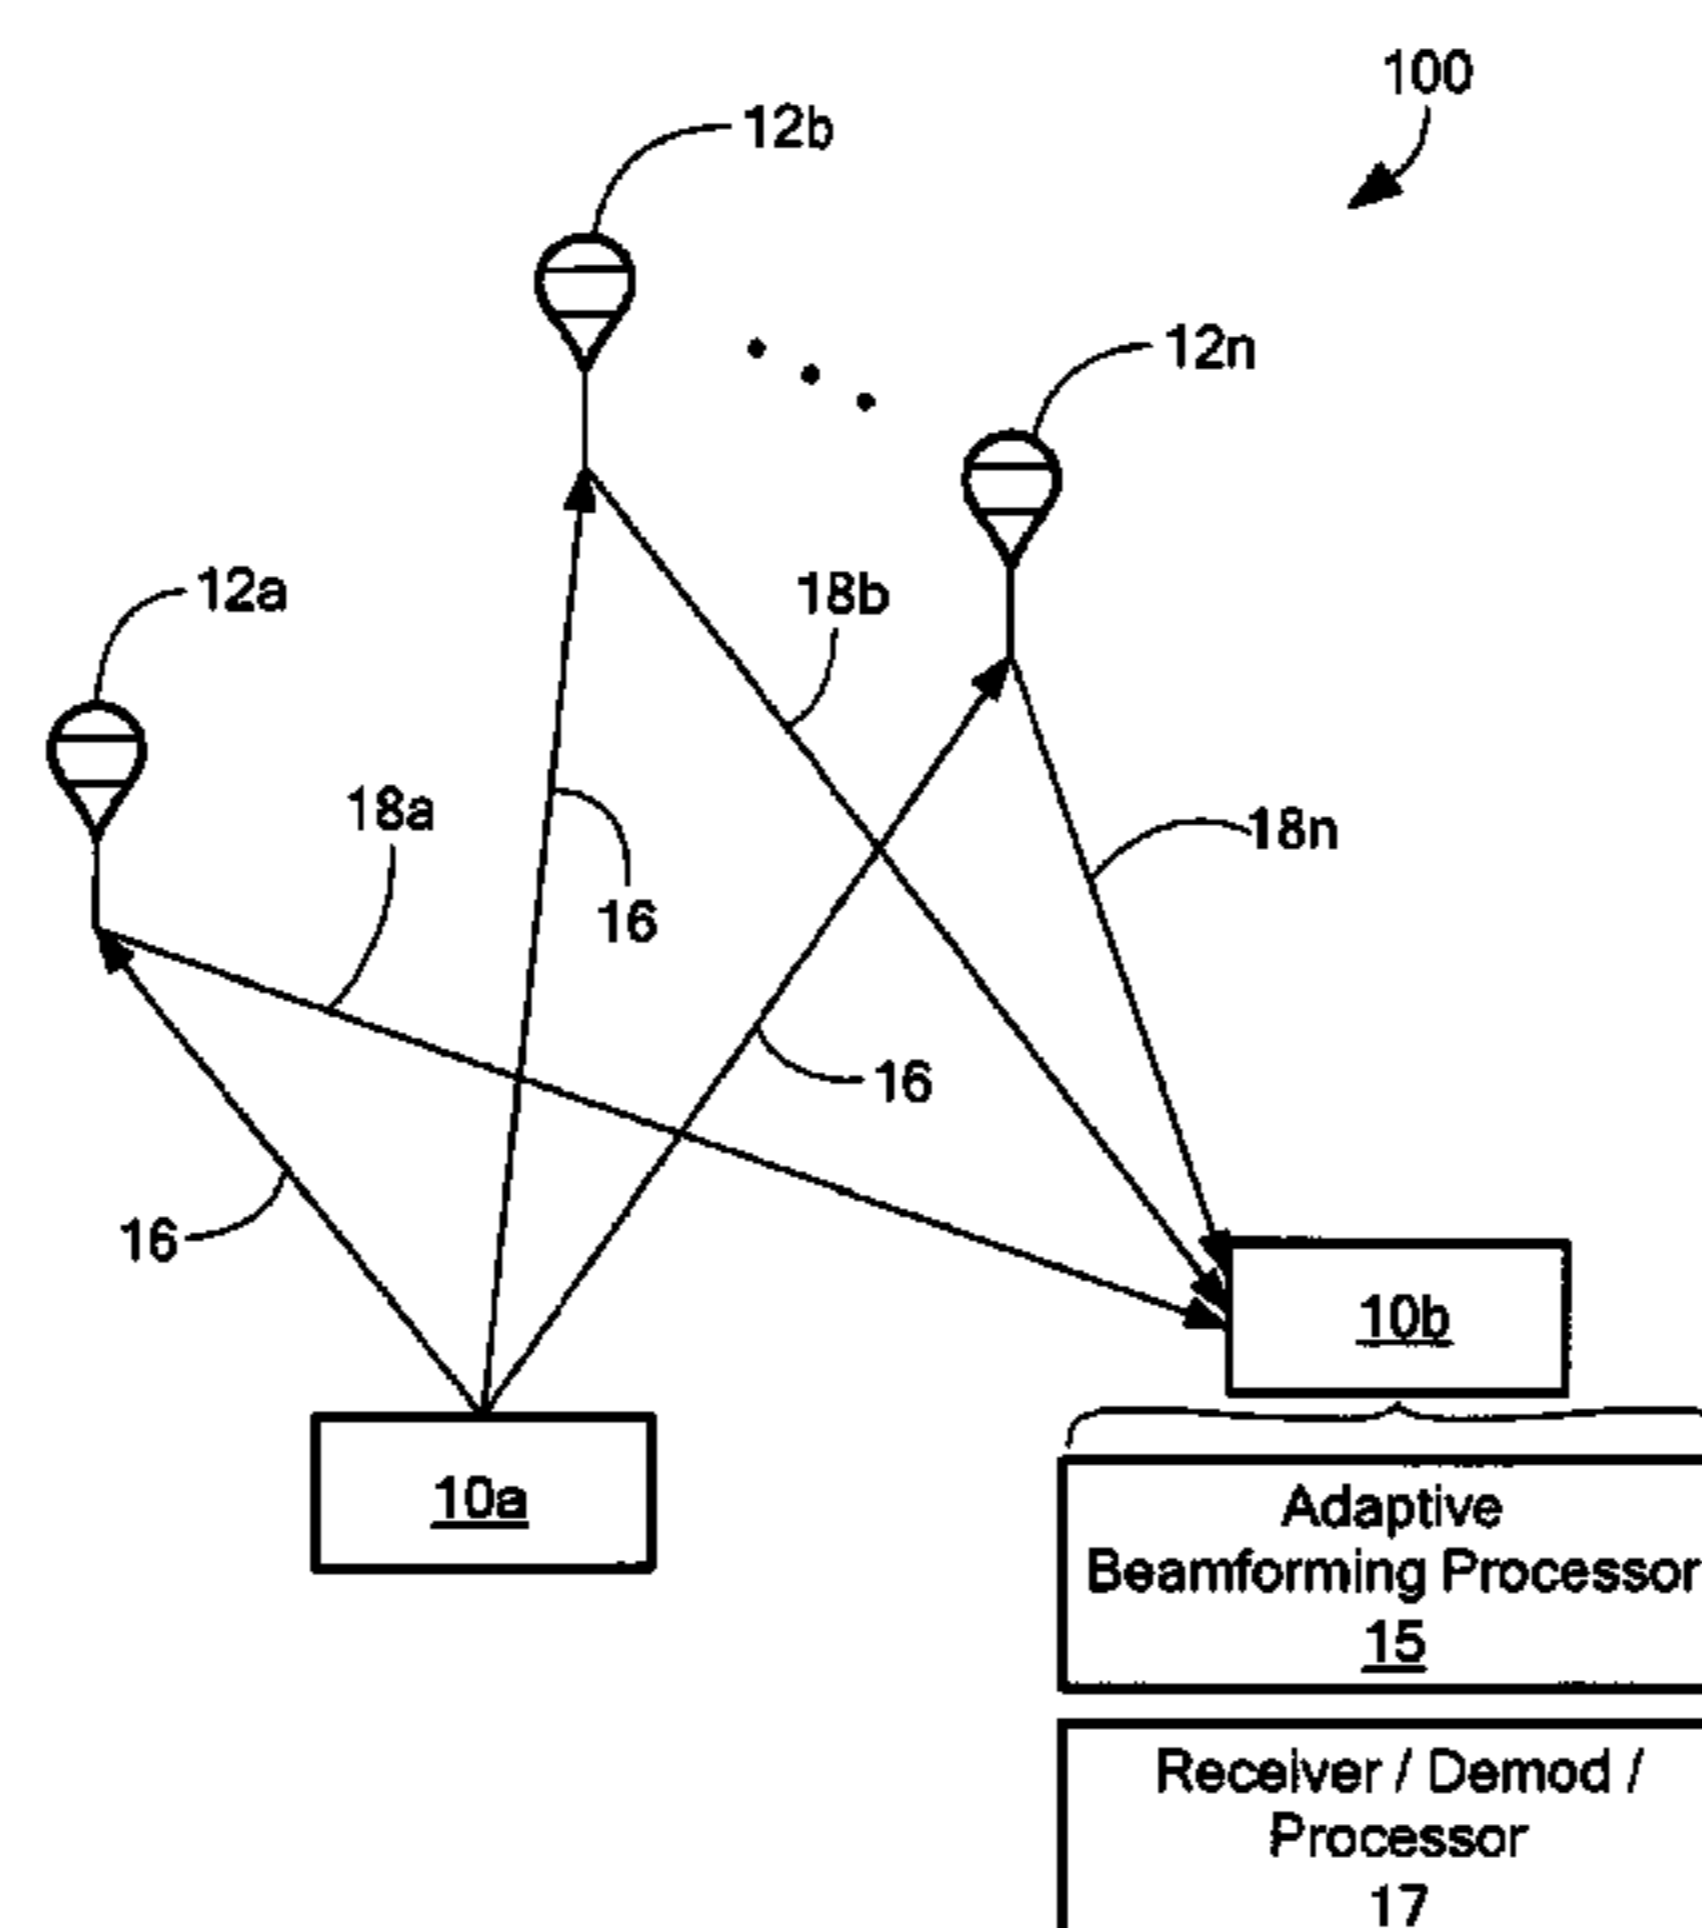 100
12b
12n
12a
18b
18a
18n
16
16
16
10b
10a
Adaptive
Beamforming Processor
15
Receiver / Demod /
Processor
17